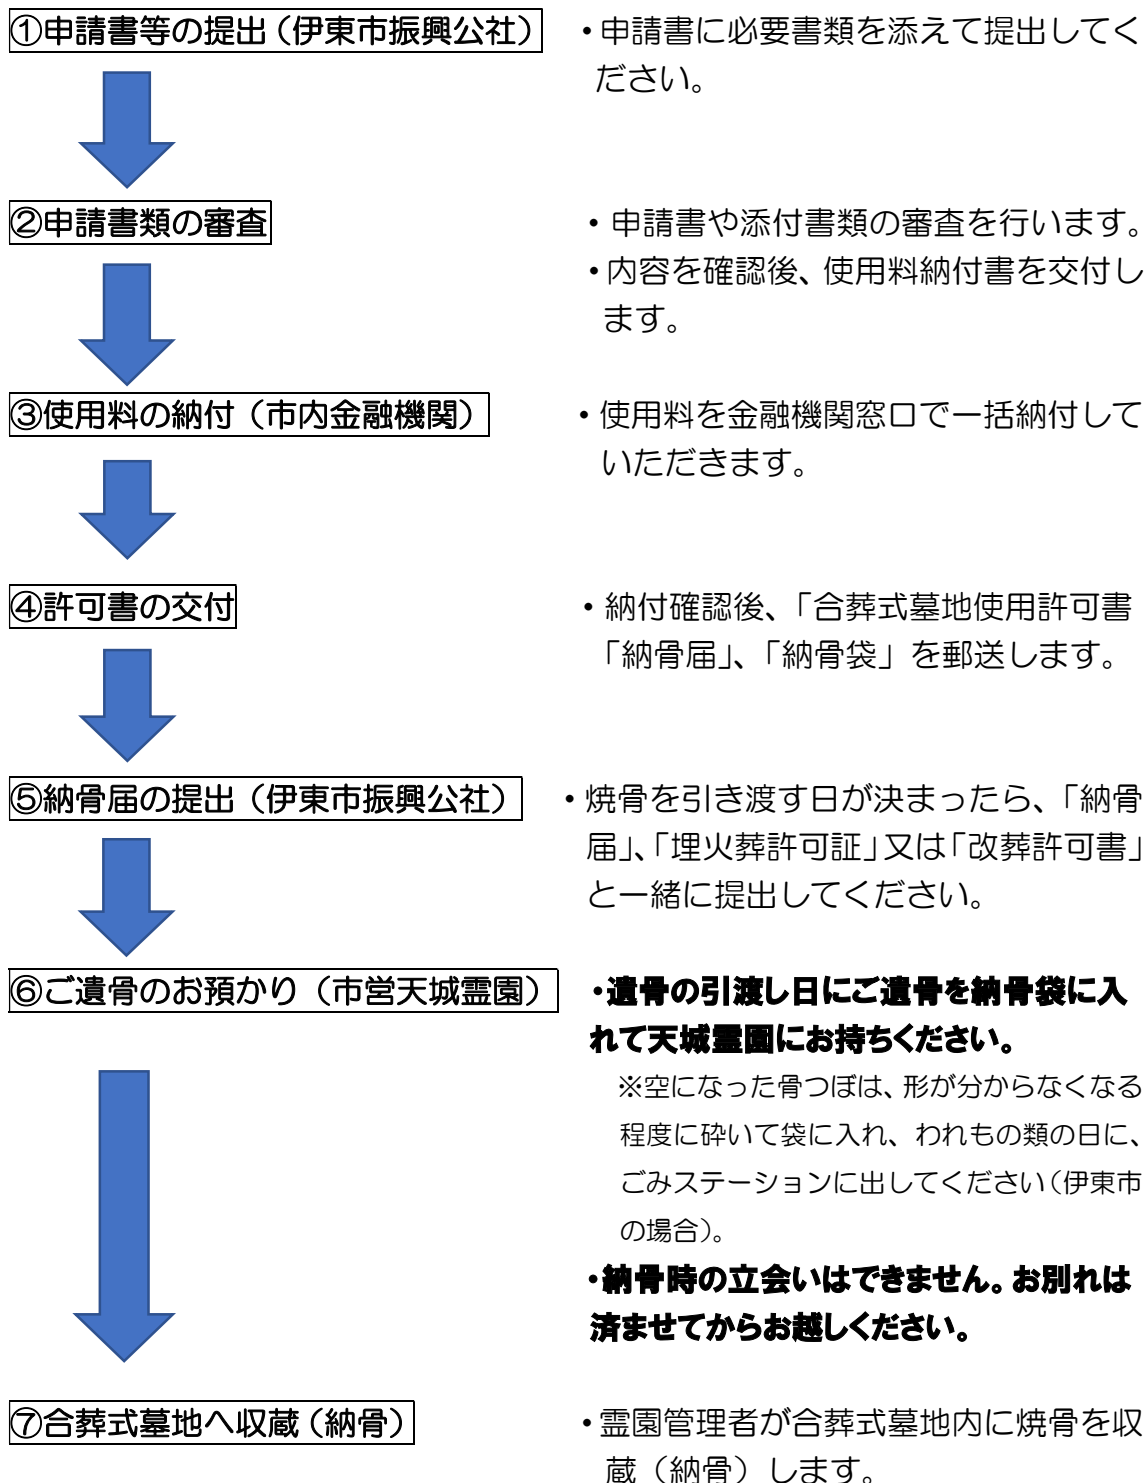 ①申請書等の提出（伊東市振興公社）
・申請書に必要書類を添えて提出してく
ださい。
②申請書類の審査
・申請書や添付書類の審査を行います。
・内容を確認後、使用料納付書を交付し
ます。
③使用料の納付（市内金融機関）
・使用料を金融機関窓口で一括納付して
いただきます。
④許可書の交付
・納付確認後、「合葬式墓地使用許可書
「納骨届」、「納骨袋」を郵送します。
⑤納骨届の提出（伊東市振興公社）
・焼骨を引き渡す日が決まったら、「納骨
届」、「埋火葬許可証」又は「改葬許可書」
と一緒に提出してください。
⑥ご遺骨のお預かり（市営天城霊園）
・遺骨の引渡し日にご遺骨を納骨袋に入
れて天城霊園にお持ちください。
※空になった骨つぼは、形が分からなくなる
程度に砕いて袋に入れ、われもの類の日に、
ごみステーションに出してください（伊東市
の場合）。
・納骨時の立会いはできません。お別れは
済ませてからお越しください。
⑦合葬式墓地へ収蔵（納骨）
・霊園管理者が合葬式墓地内に焼骨を収
蔵（納骨）します。